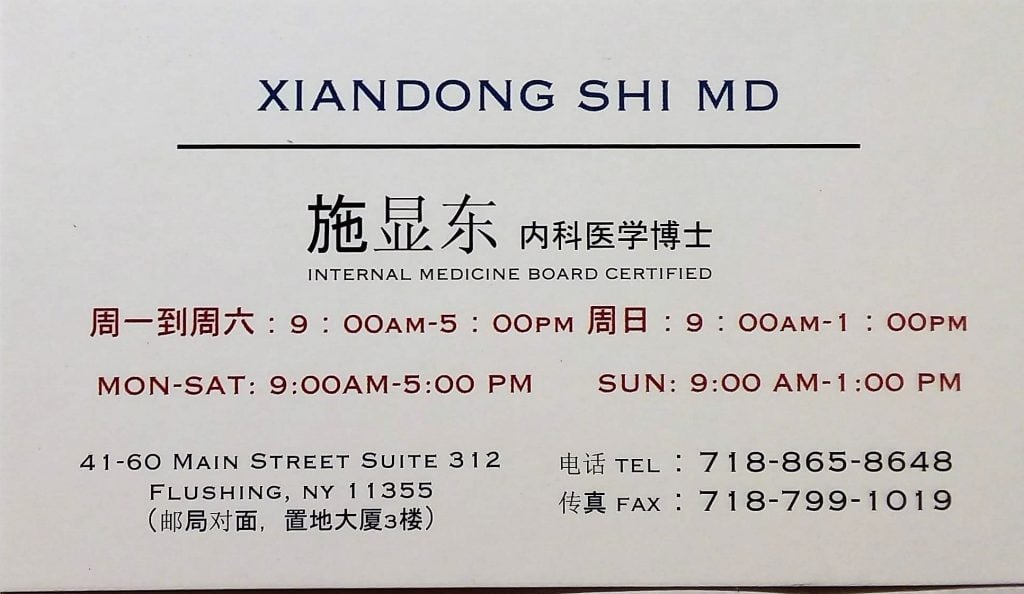 XIANDONG SHI MD
施显东 内科医学博士
INTERNAL MEDICINE BOARD CERTIFIED
周一到周六：9：00AM-5：00PM 周日：9：00AM-1：00PM
MON-SAT: 9:00AM-5:00 PM SUN: 9:00 AM-1:00 PM
41-60 MAIN STREET SUITE 312
FLUSHING, NY 11355
（邮局对面，置地大厦3楼）
电话 TEL：718-865-8648
传真 FAX：718-799-1019